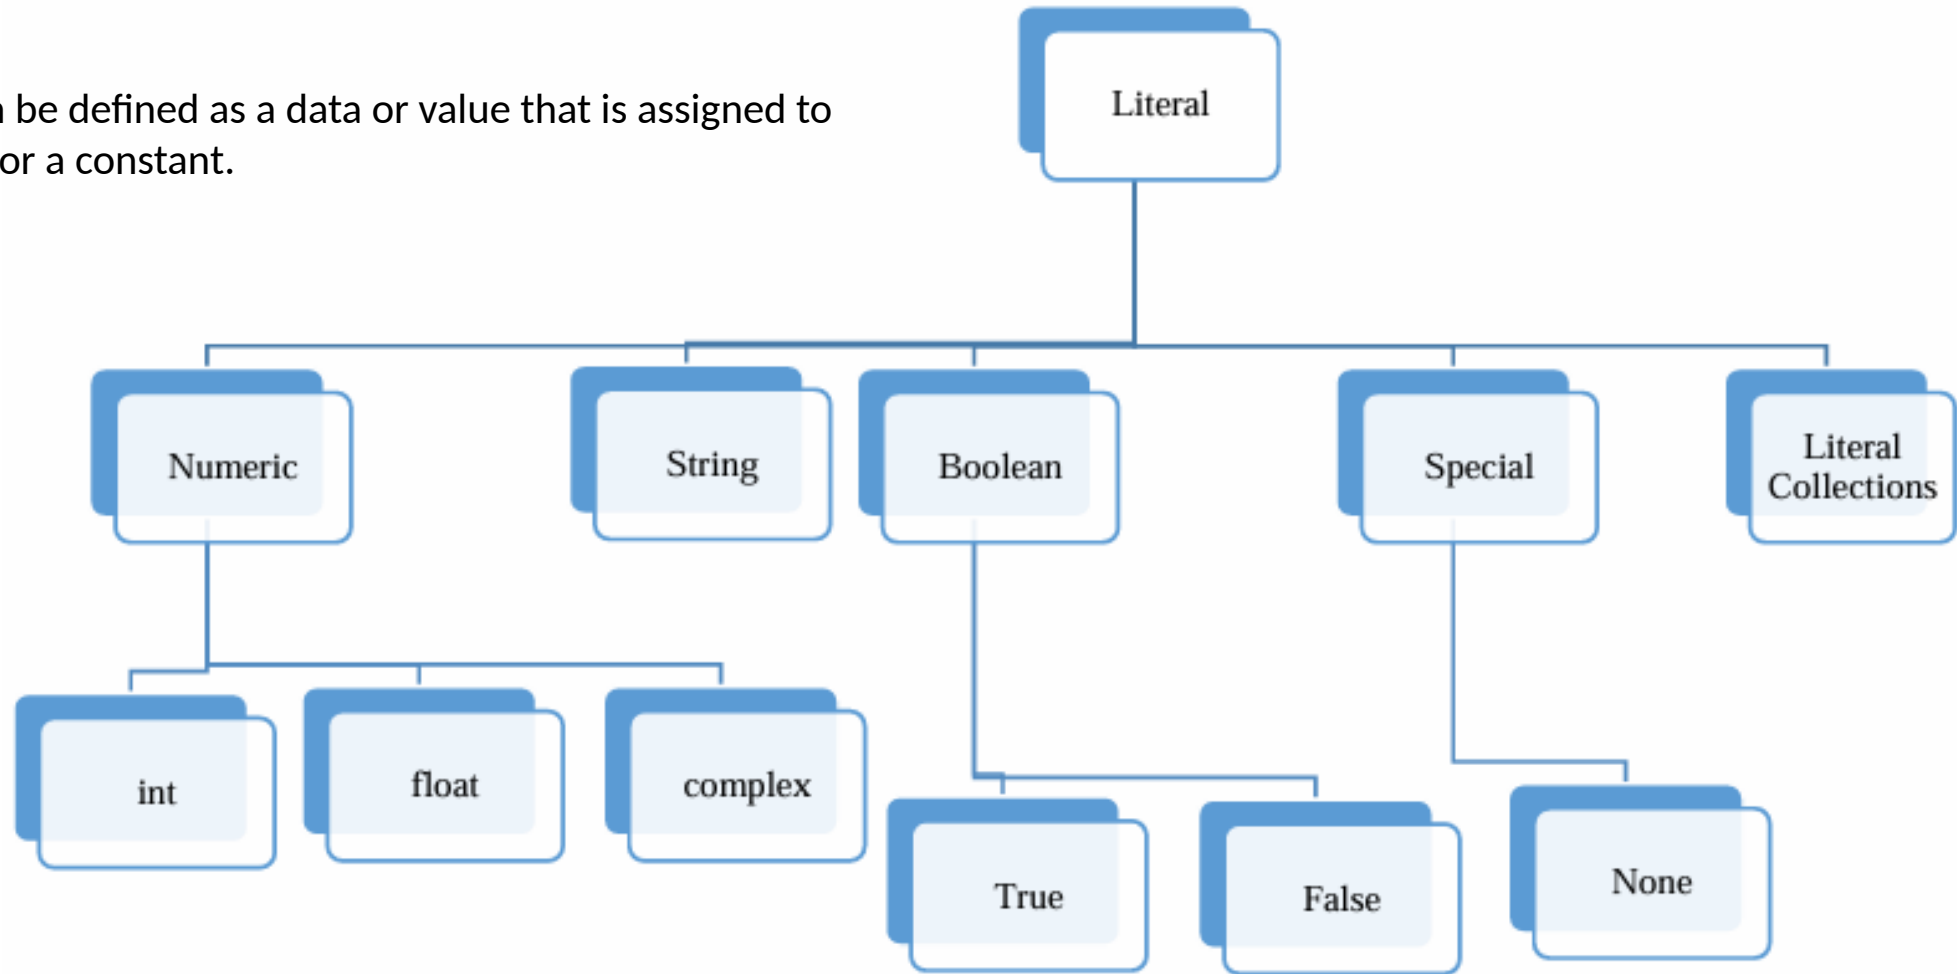 be defined as a data or value that is assigned to
or a constant.
Literal
Numeric
String
Boolean
Special
Literal
Collections
int
float
complex
True
False
None